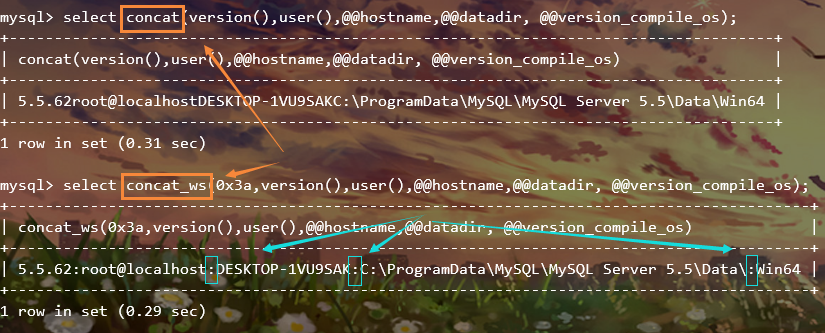 mysql> select concat(version(),user(),@@hostname,@@datadir, @@version_compile_os);
+-----------------------------------------------------------------------------+
| concat(version(),user(),@@hostname,@@datadir, @@version_compile_os) |
+-----------------------------------------------------------------------------+
| 5.5.62root@localhostDESKTOP-1VU9SAKC:\ProgramData\MySQL\MySQL Server 5.5\Data\Win64 |
+-----------------------------------------------------------------------------+
1 row in set (0.31 sec)
mysql> select concat_ws(0x3a,version(),user(),@@hostname,@@datadir, @@version_compile_os);
+---------------------------------------------------------------------------------+
| concat_ws(0x3a,version(),user(),@@hostname,@@datadir, @@version_compile_os) |
+---------------------------------------------------------------------------------+
| 5.5.62:root@localhost:DESKTOP-1VU9SAK:C:\ProgramData\MySQL\MySQL Server 5.5\Data\:Win64 |
+---------------------------------------------------------------------------------+
1 row in set (0.29 sec)